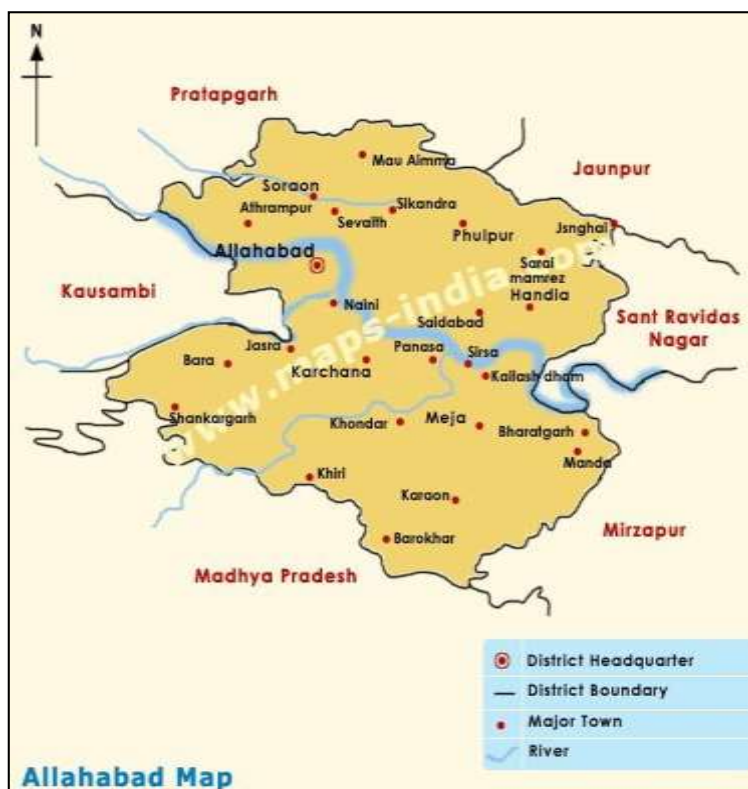 N
Pratapgarh
Mau Aimma
Jaunpur
Soraon
Sikandra
Athrampur
Sevaith
Phulpur
Jsnghai
Allahabad
Sarai
mamrez
Kausambi
Handia
Naini
Saidabad
Sant Ravidas
Nagar
Jasra
Panasa
Sirsa
Bara
Karchana
Kailashdham
Shankargarh
Khondar
Meja
Bharatgarh
Manda
Khiri
Karaon
Mirzapur
Barokhar
Madhya Pradesh
www.maps-india.com
District Headquarter
District Boundary
Major Town
River
Allahabad Map